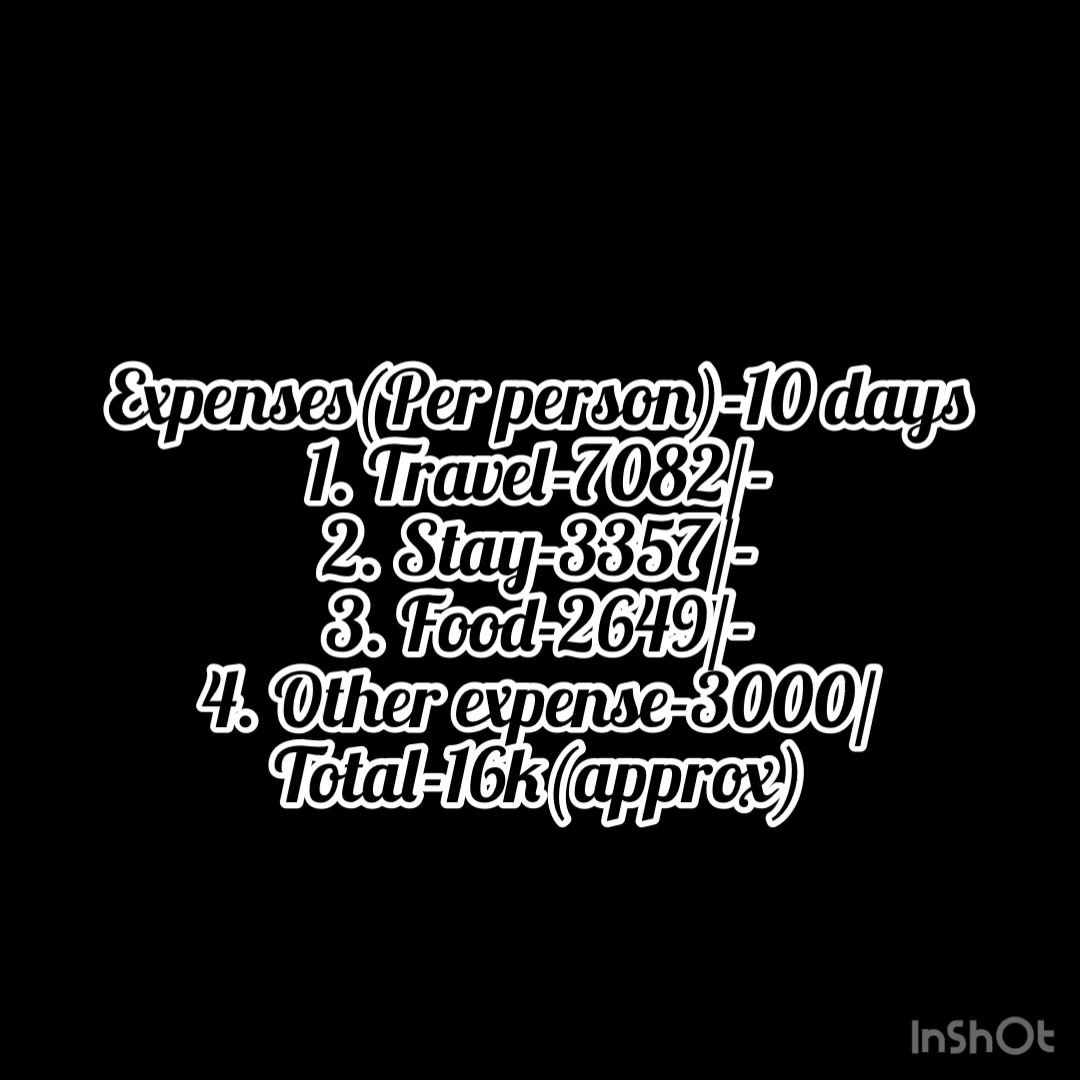 Expenses(Per person)-10 days
1. Travel-7082/-
2. Stay-3357/-
3. Food-2649/-
4. Other expense-3000/
Total-16k(approx)
InShOt